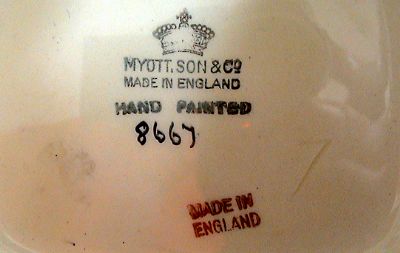 MYOTT, SON & Co
MADE IN ENGLAND
HAND PAINTED
8667
MADE IN
ENGLAND